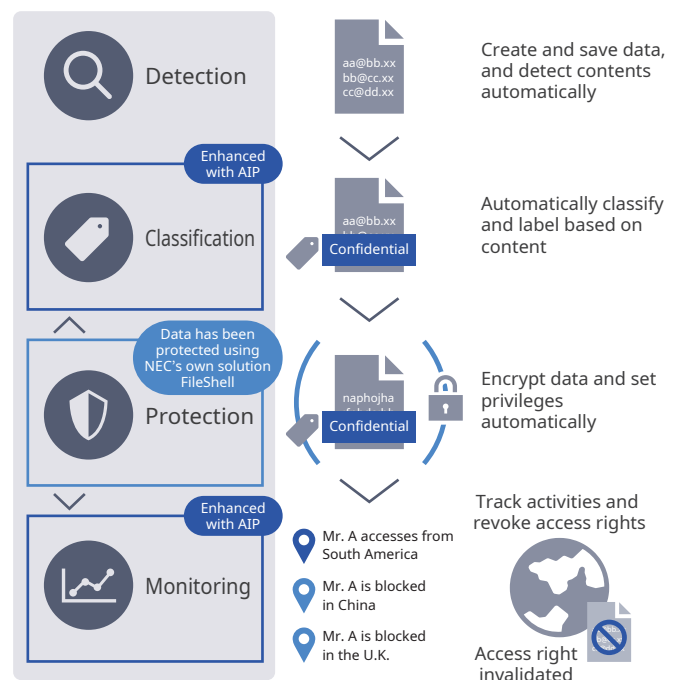 Detection
aa@bb.xx
bb@cc.xx
cc@dd.xx
Create and save data,
and detect contents
automatically
Enhanced
with AIP
Classification
aa@bb.xx
Confidential
Automatically classify
and label based on
content
Data has been
protected using
NEC's own solution
FileShell
Protection
naphojha
Confidential
Encrypt data and set
privileges
automatically
Enhanced
with AIP
Monitoring
Mr. A accesses from
South America
Mr. A is blocked
in China
Mr. A is blocked
in the U.K.
Track activities and
revoke access rights
Access right
invalidated